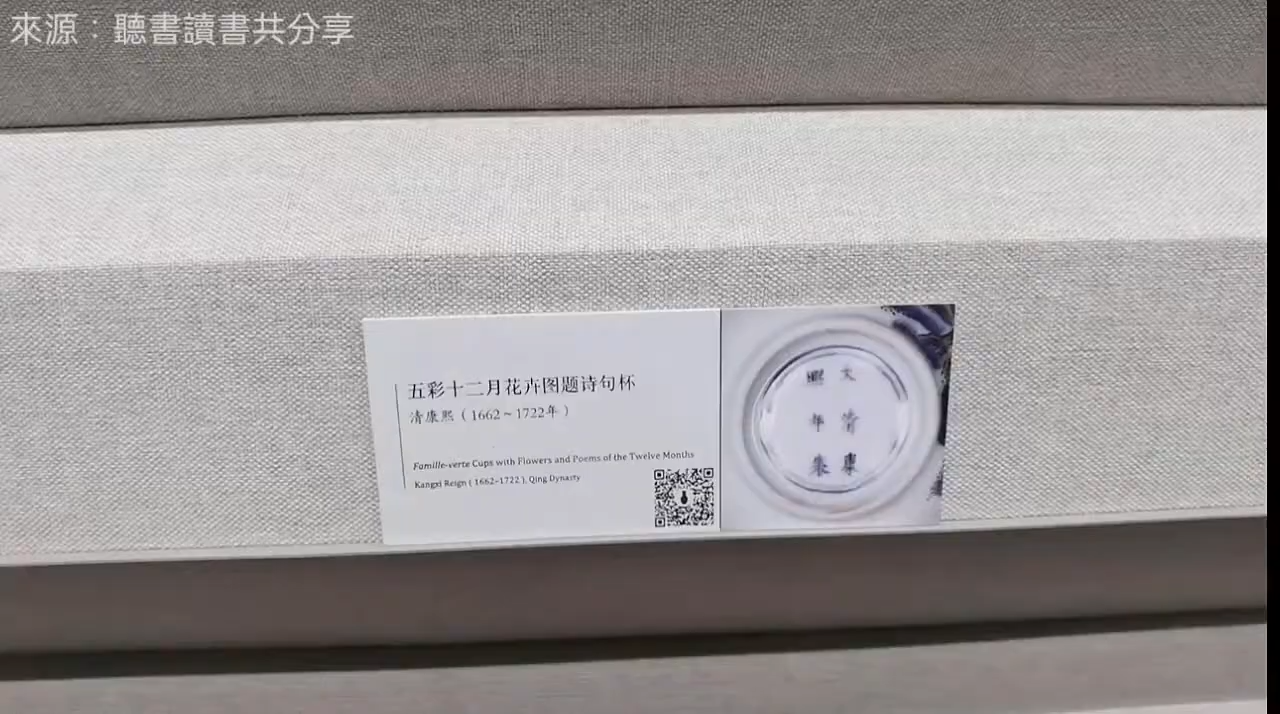 來源：聽書讀書共分享
五彩十二月花卉图题诗句杯
清康熙（1662～1722年）
Famille-verte Cups with Flowers and Poems of the Twelve Months
Kangxi Reign ( 1662–1722 ), Qing Dynasty
大清康
熙年製